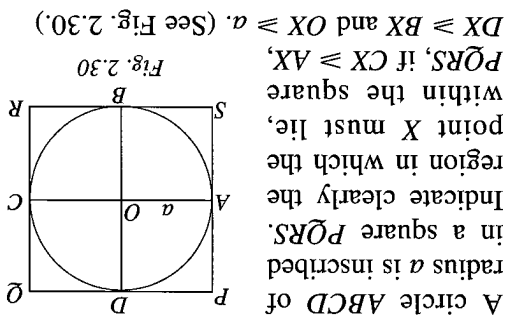 A circle ABCD of
radius a is inscribed
in a square PQRS.
Indicate clearly the
region in which the
point X must lie,
within the square
PQRS, if CX ⩾ AX,
DX ⩾ BX and OX ⩾ a. (See Fig. 2.30.)
P D Q
A a O C
S B R
Fig. 2.30